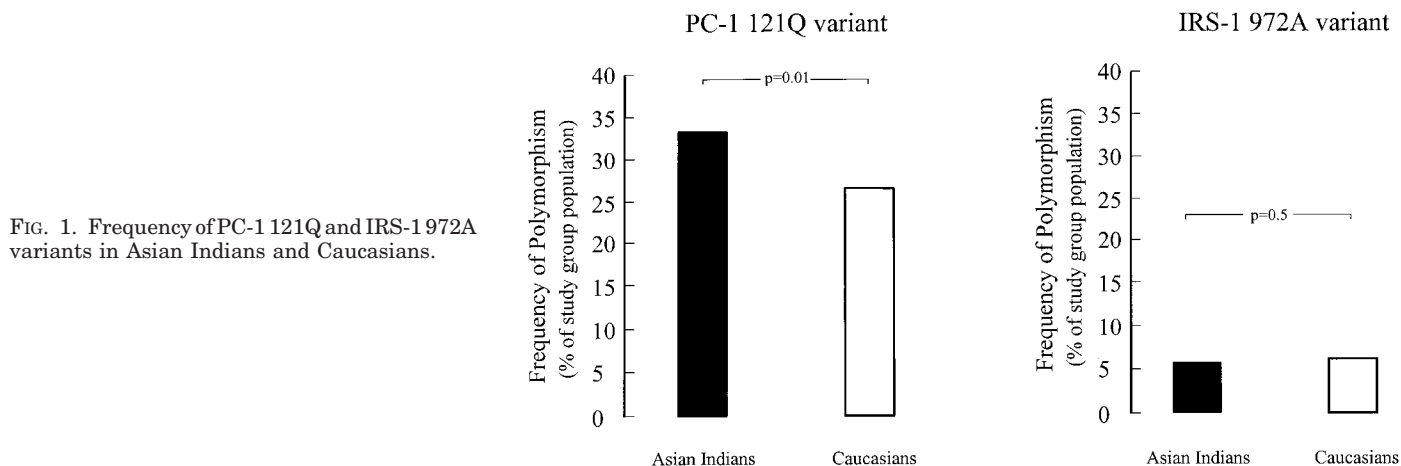 FIG. 1. Frequency of PC-1 121Q and IRS-1 972A
variants in Asian Indians and Caucasians.
PC-1 121Q variant
p=0.01
Frequency of Polymorphism
(% of study group population)
40
35
30
25
20
15
10
5
0
Asian Indians
Caucasians
IRS-1 972A variant
p=0.5
Frequency of Polymorphism
(% of study group population)
40
35
30
25
20
15
10
5
0
Asian Indians
Caucasians